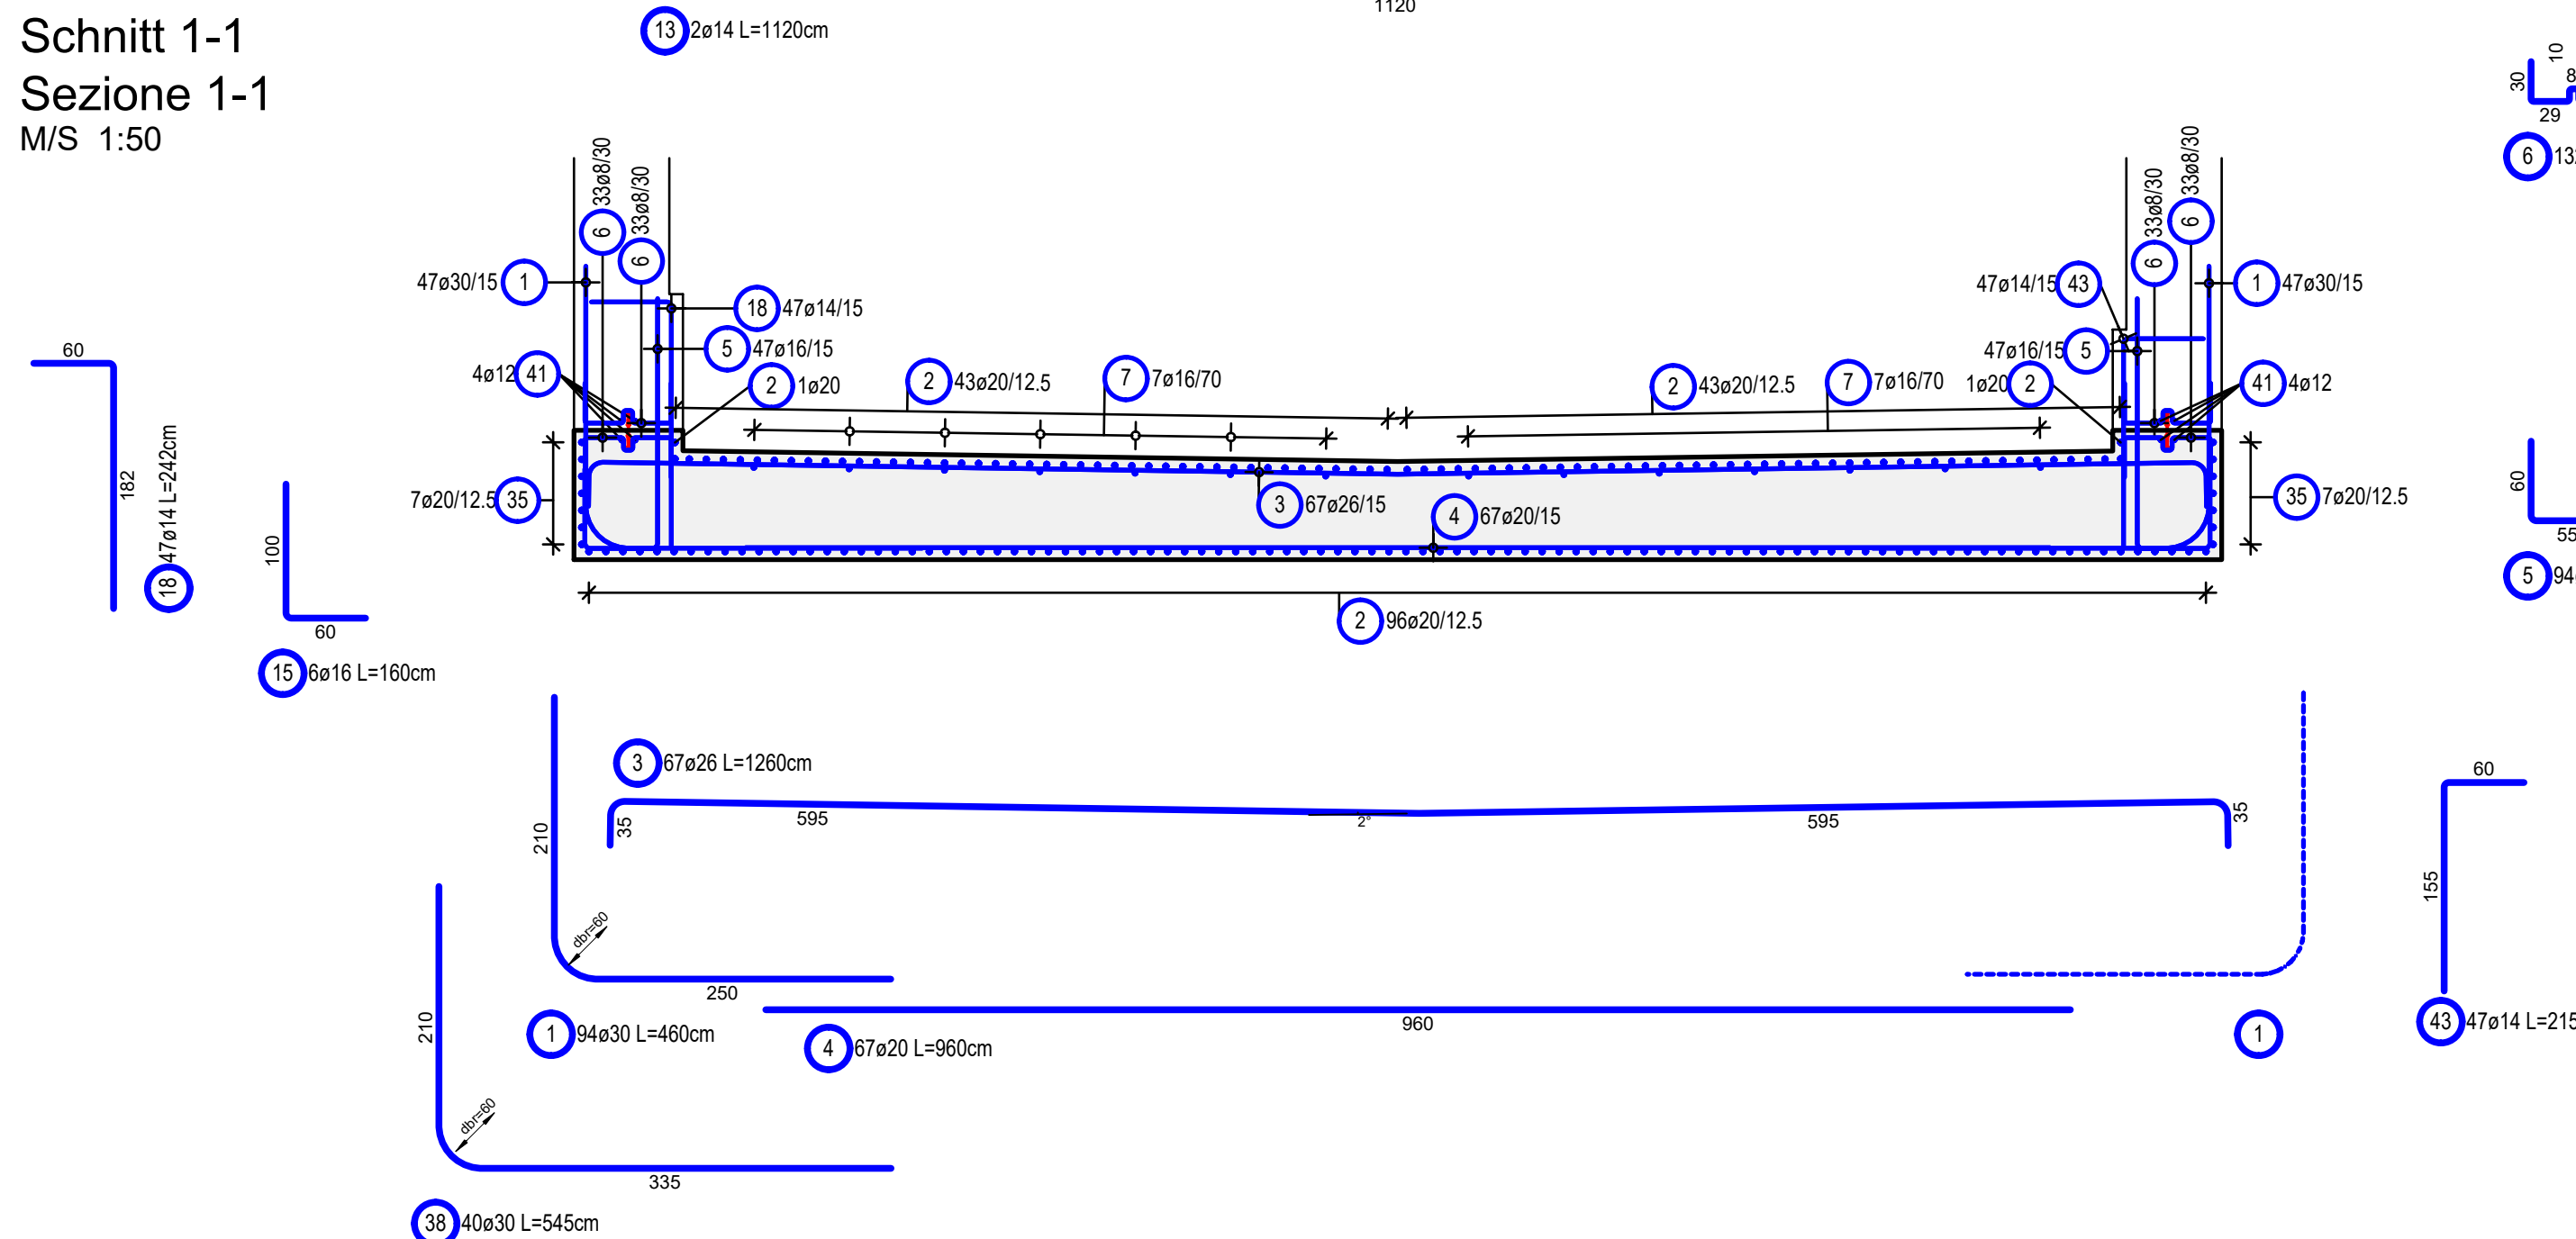 Schnitt 1-1
Sezione 1-1
M/S 1:50
13 2ø14 L=1120cm
1120
10
30
8
29
6
33ø8/30
6
33ø8/30
6
33ø8/30
6
33ø8/30
6
47ø30/15 1
18 47ø14/15
5 47ø16/15
4ø12 41
2 1ø20
2 43ø20/12.5
7 7ø16/70
2 43ø20/12.5
7 7ø16/70
47ø14/15 43
47ø16/15 5
1ø20 2
1 47ø30/15
41 4ø12
7ø20/12.5 35
3 67ø26/15
4 67ø20/15
35 7ø20/12.5
2 96ø20/12.5
60
182
18 47ø14 L=242cm
100
60
15 6ø16 L=160cm
60
55
5
3 67ø26 L=1260cm
35
595
2°
595
35
210
dbr=60
250
1 94ø30 L=460cm
960
4 67ø20 L=960cm
1
60
155
43 47ø14 L=215
210
dbr=60
335
38 40ø30 L=545cm